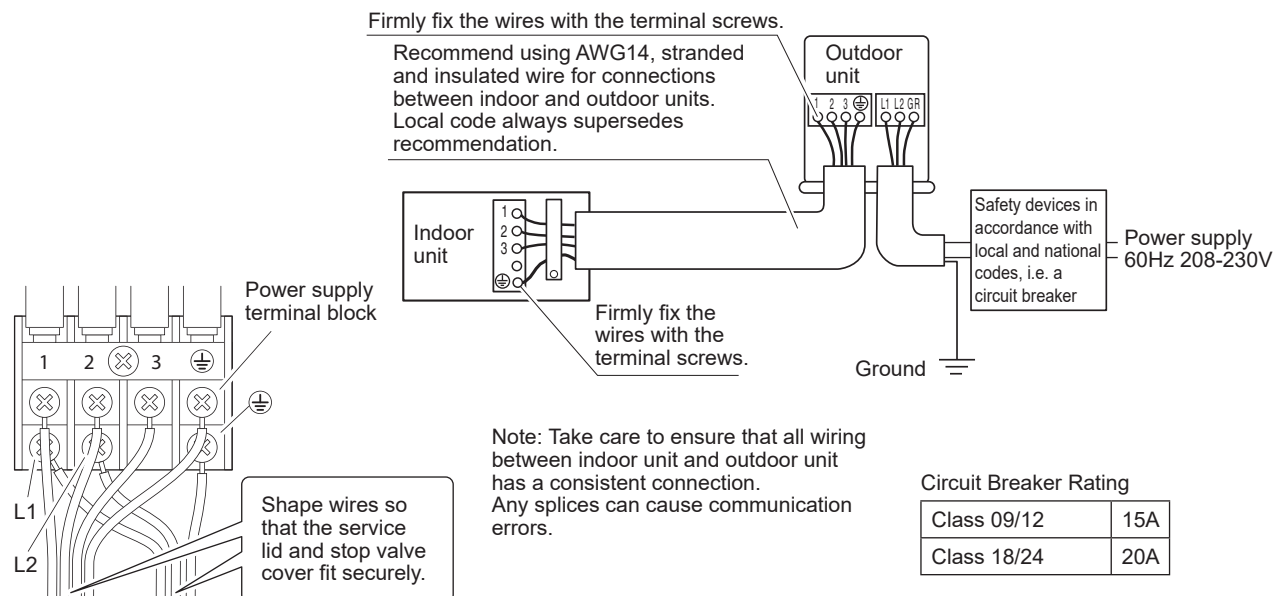 Firmly fix the wires with the terminal screws.
Recommend using AWG14, stranded
and insulated wire for connections
between indoor and outdoor units.
Local code always supersedes
recommendation.
Outdoor
unit
1 2 3 L1 L2 GR
Indoor
unit
1
2
3
Safety devices in
accordance with
local and national
codes, i.e. a
circuit breaker
Power supply
60Hz 208-230V
Firmly fix the
wires with the
terminal screws.
Ground
Power supply
terminal block
1 2 3
L1
L2
Shape wires so
that the service
lid and stop valve
cover fit securely.
Note: Take care to ensure that all wiring
between indoor unit and outdoor unit
has a consistent connection.
Any splices can cause communication
errors.
Circuit Breaker Rating
Class 09/12 15A
Class 18/24 20A